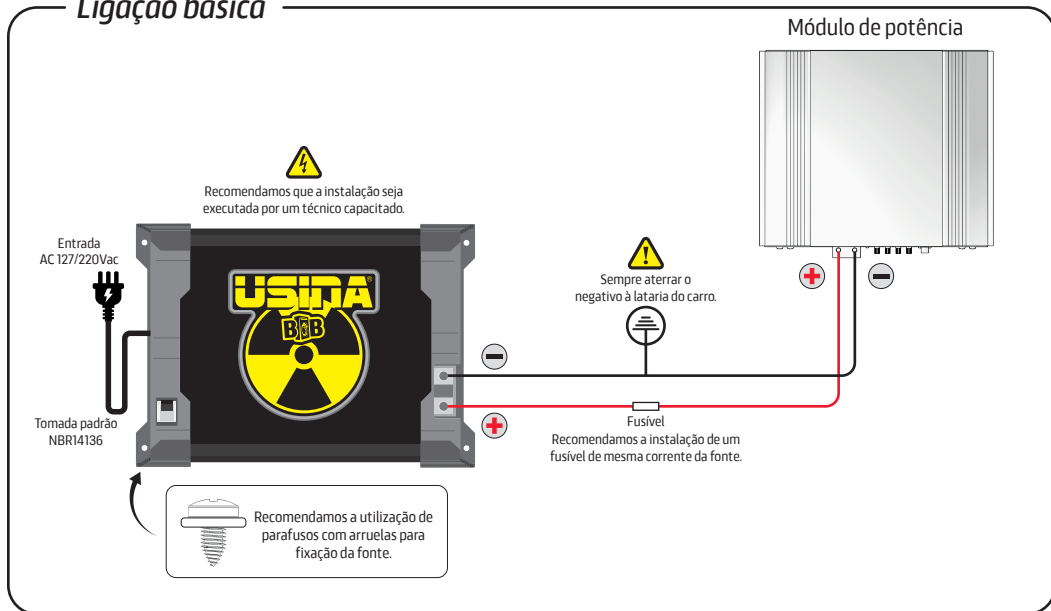 Ligação básica
Módulo de potência
Recomendamos que a instalação seja
executada por um técnico capacitado.
Entrada
AC 127/220Vac
USINA®
BOB
Sempre aterrar o
negativo à lataria do carro.
Tomada padrão
NBR14136
Fusível
Recomendamos a instalação de um
fusível de mesma corrente da fonte.
Recomendamos a utilização de
parafusos com arruelas para
fixação da fonte.